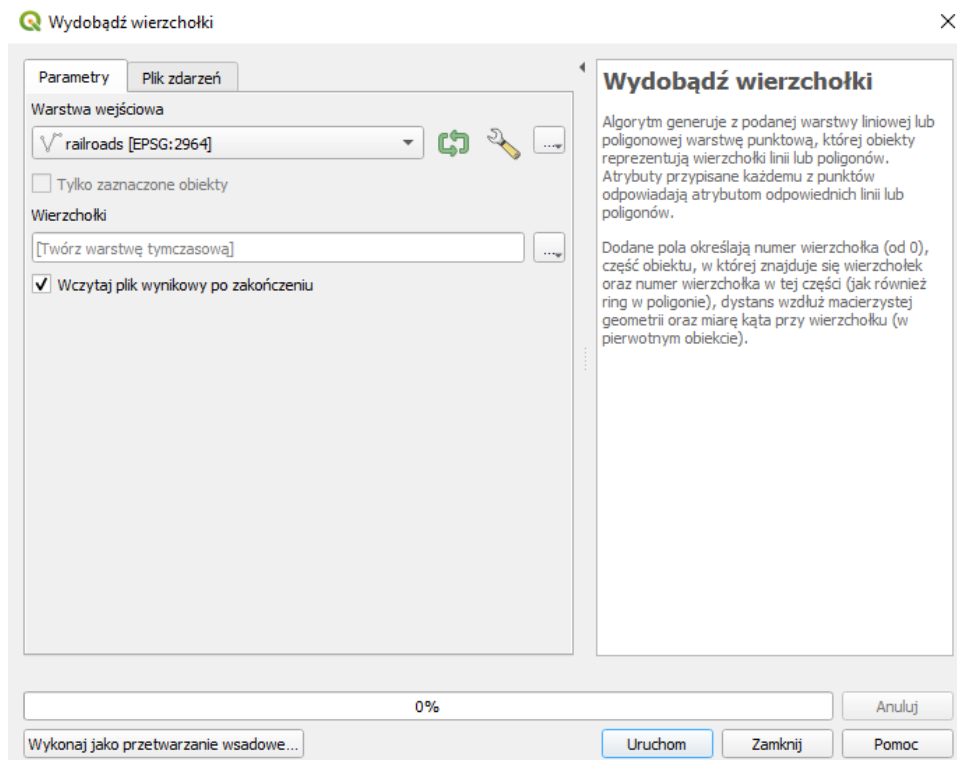 Wydobądź wierzchołki
Parametry
Plik zdarzeń
Warstwa wejściowa
railroads [EPSG:2964]
...
Tylko zaznaczone obiekty
Wierzchołki
[Twórz warstwę tymczasową]
...
Wczytaj plik wynikowy po zakończeniu
Wydobądź wierzchołki
Algorytm generuje z podanej warstwy liniowej lub
poligonowej warstwę punktową, której obiekty
reprezentują wierzchołki linii lub poligonów.
Atrybuty przypisane każdemu z punktów
odpowiadają atrybutom odpowiednich linii lub
poligonów.
Dodane pola określają numer wierzchołka (od 0),
część obiektu, w której znajduje się wierzchołek
oraz numer wierzchołka w tej części (jak również
ring w poligonie), dystans wzdłuż macierzystej
geometrii oraz miarę kąta przy wierzchołku (w
pierwotnym obiekcie).
0%
Anuluj
Wykonaj jako przetwarzanie wsadowe...
Uruchom
Zamknij
Pomoc